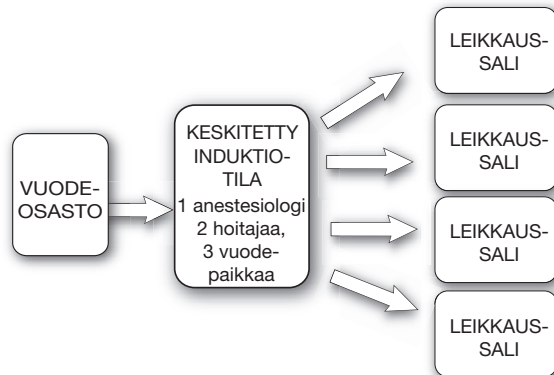 VUODE-
OSASTO
KESKITETTY
INDUKTIO-
TILA
1 anestesiologi
2 hoitajaa,
3 vuode-
paikkaa
LEIKKAUS-
SALI
LEIKKAUS-
SALI
LEIKKAUS-
SALI
LEIKKAUS-
SALI